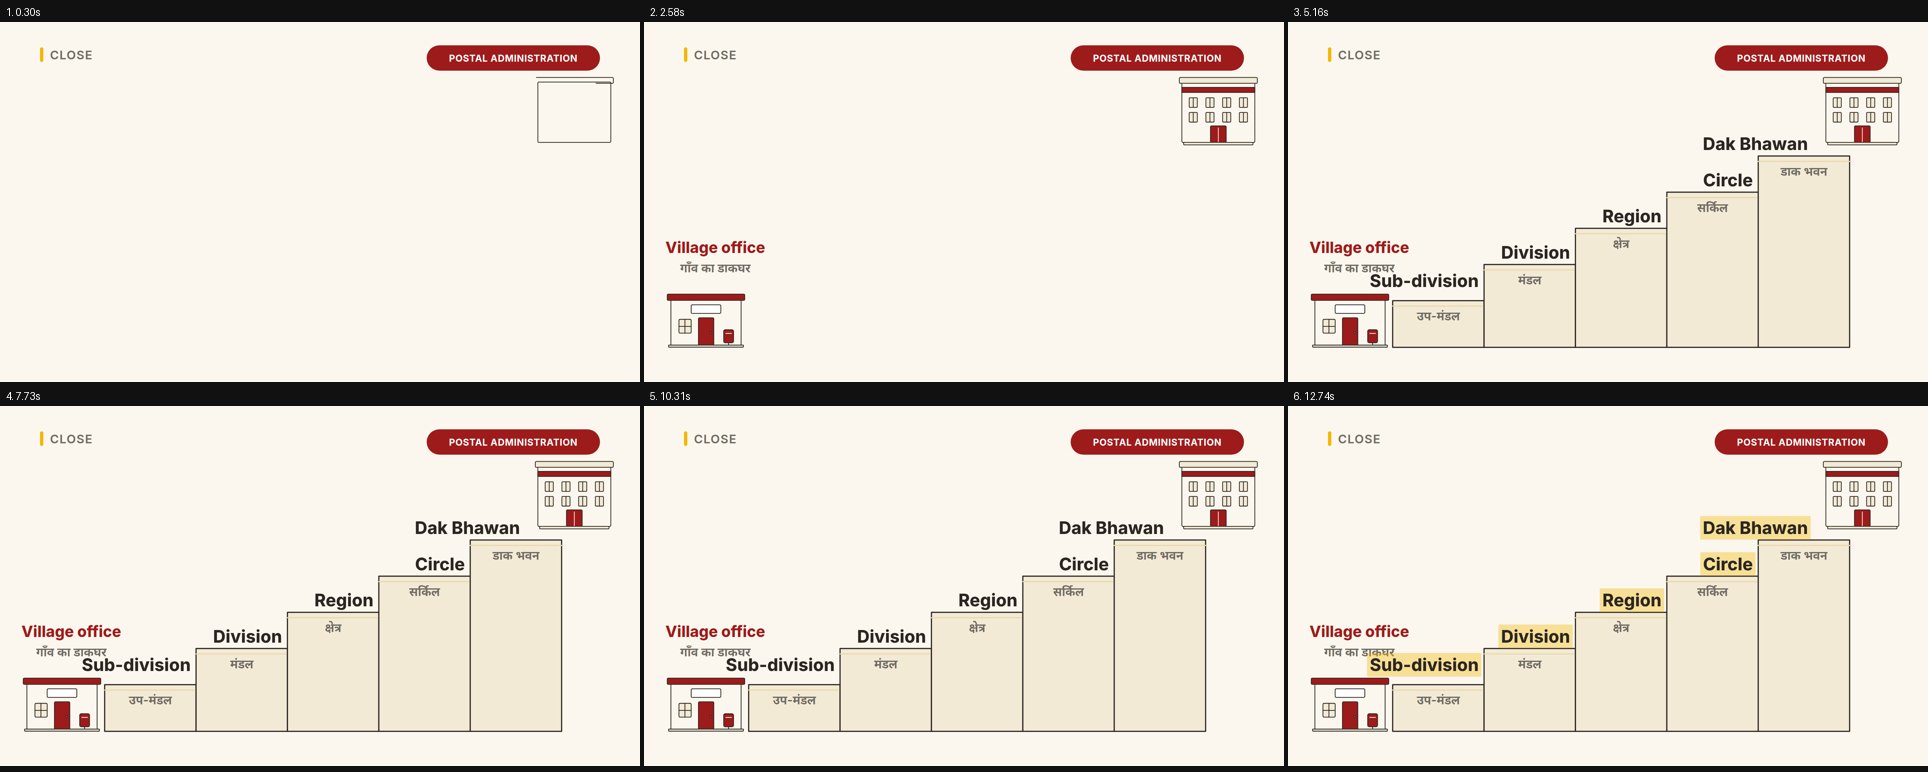 1. 0.30s
CLOSE
POSTAL ADMINISTRATION
2. 2.58s
CLOSE
POSTAL ADMINISTRATION
Village office
गाँव का डाकघर
3. 5.16s
CLOSE
POSTAL ADMINISTRATION
Dak Bhawan
डाक भवन
Circle
सर्किल
Region
क्षेत्र
Division
मंडल
Village office
गाँव का डाकघर
Sub-division
उप-मंडल
4. 7.73s
CLOSE
POSTAL ADMINISTRATION
Dak Bhawan
डाक भवन
Circle
सर्किल
Region
क्षेत्र
Division
मंडल
Village office
गाँव का डाकघर
Sub-division
उप-मंडल
5. 10.31s
CLOSE
POSTAL ADMINISTRATION
Dak Bhawan
डाक भवन
Circle
सर्किल
Region
क्षेत्र
Division
मंडल
Village office
गाँव का डाकघर
Sub-division
उप-मंडल
6. 12.74s
CLOSE
POSTAL ADMINISTRATION
Dak Bhawan
डाक भवन
Circle
सर्किल
Region
क्षेत्र
Division
मंडल
Village office
गाँव का डाकघर
Sub-division
उप-मंडल